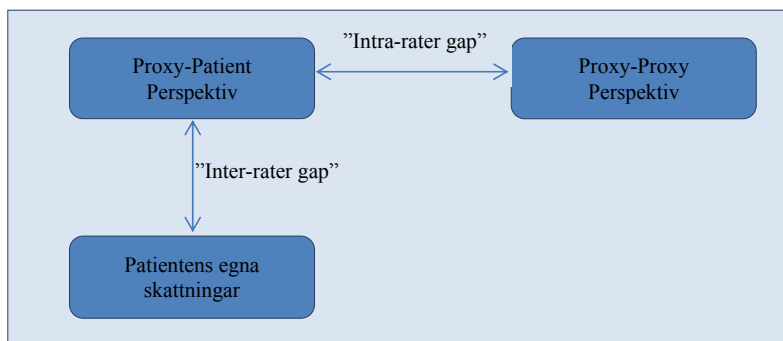 ”Intra-rater gap”
Proxy-Patient
Perspektiv
Proxy-Proxy
Perspektiv
”Inter-rater gap”
Patientens egna
skattningar